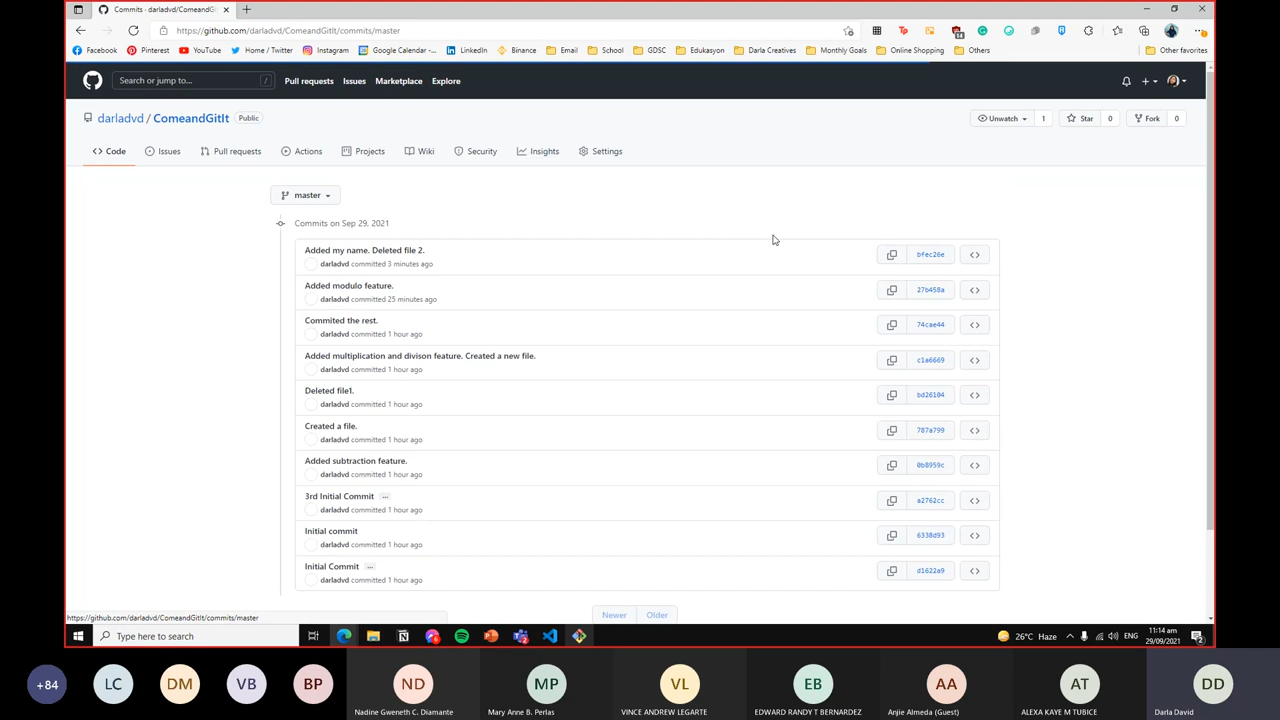 Commits · darladvd/ComeandGitIt
https://github.com/darladvd/ComeandGitIt/commits/master
Facebook Pinterest YouTube Home / Twitter Instagram Google Calendar -... LinkedIn Binance Email School GDSC Edukasyon Darla Creatives Monthly Goals Online Shopping Others Other favorites
Search or jump to... / Pull requests Issues Marketplace Explore
darladvd / ComeandGitIt Public Unwatch 1 Star 0 Fork 0
Code Issues Pull requests Actions Projects Wiki Security Insights Settings
master
Commits on Sep 29, 2021
Added my name. Deleted file 2.
darladvd committed 3 minutes ago bfec26e
Added modulo feature.
darladvd committed 25 minutes ago 27b458a
Commited the rest.
darladvd committed 1 hour ago 74cae44
Added multiplication and divison feature. Created a new file.
darladvd committed 1 hour ago c1a6669
Deleted file1.
darladvd committed 1 hour ago bd26104
Created a file.
darladvd committed 1 hour ago 787a799
Added subtraction feature.
darladvd committed 1 hour ago 0b8959c
3rd Initial Commit ...
darladvd committed 1 hour ago a2762cc
Initial commit
darladvd committed 1 hour ago 6338d93
Initial Commit ...
darladvd committed 1 hour ago d1622a9
Newer Older
https://github.com/darladvd/ComeandGitIt/commits/master
Type here to search 26°C Haze ENG 11:14 am
29/09/2021
+84 LC DM VB BP ND MP VL EB AA AT DD
Nadine Gweneth C. Diamante Mary Anne B. Perlas VINCE ANDREW LEGARTE EDWARD RANDY T BERNARDEZ Anjie Almeda (Guest) ALEXA KAYE M TUBICE Darla David